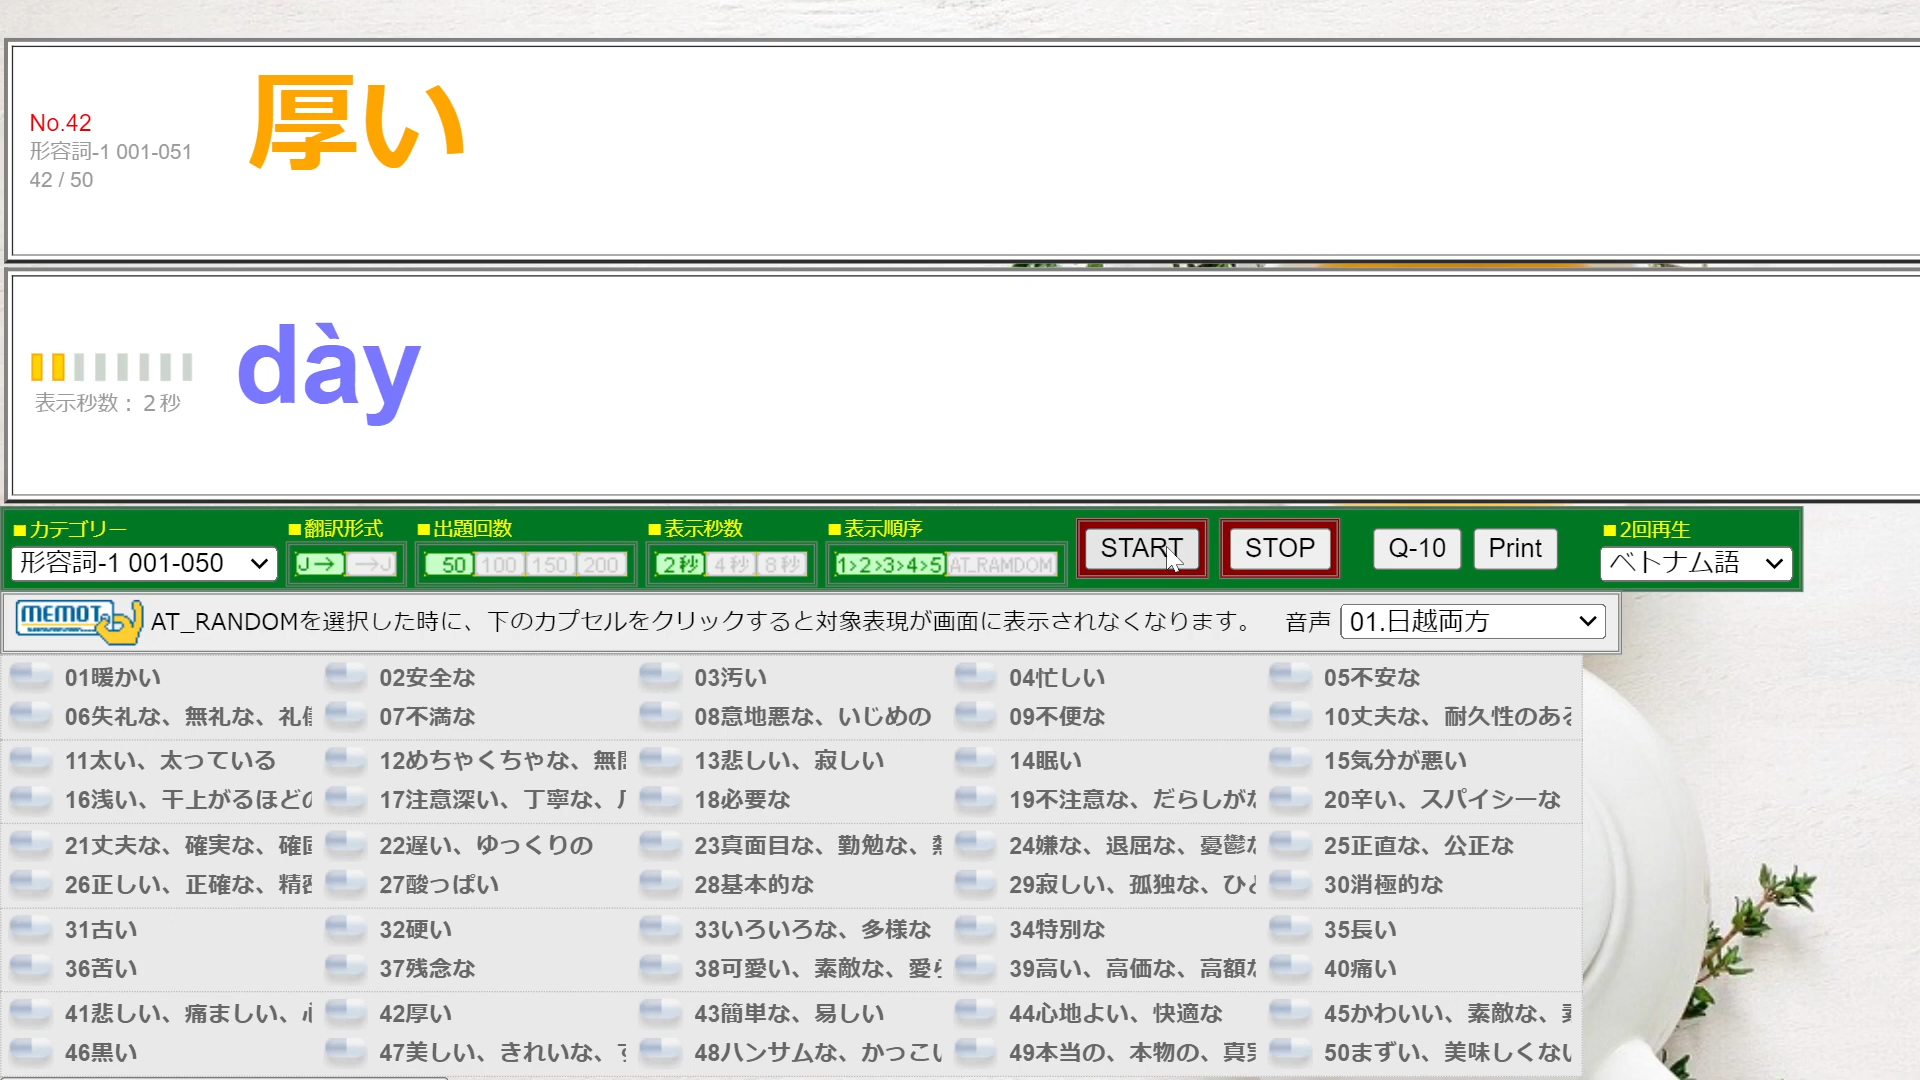 No.42
形容詞-1 001-051
42 / 50
厚い
dày
表示秒数：２秒
■カテゴリー ■翻訳形式 ■出題回数 ■表示秒数 ■表示順序 ■2回再生
形容詞-1 001-050 J→ →J 50 100 150 200 2秒 4秒 8秒 1>2>3>4>5 AT_RAMDOM START STOP Q-10 Print ベトナム語
MEMOT AT_RANDOMを選択した時に、下のカプセルをクリックすると対象表現が画面に表示されなくなります。 音声 01.日越両方
01暖かい 02安全な 03汚い 04忙しい 05不安な
06失礼な、無礼な、礼 07不満な 08意地悪な、いじめの 09不便な 10丈夫な、耐久性のある
11太い、太っている 12めちゃくちゃな、無 13悲しい、寂しい 14眠い 15気分が悪い
16浅い、干上がるほどの 17注意深い、丁寧な、 18必要な 19不注意な、だらしがな 20辛い、スパイシーな
21丈夫な、確実な、確 22遅い、ゆっくりの 23真面目な、勤勉な、 24嫌な、退屈な、憂鬱な 25正直な、公正な
26正しい、正確な、精 27酸っぱい 28基本的な 29寂しい、孤独な、ひと 30消極的な
31古い 32硬い 33いろいろな、多様な 34特別な 35長い
36苦い 37残念な 38可愛い、素敵な、愛 39高い、高価な、高額な 40痛い
41悲しい、痛ましい、 42厚い 43簡単な、易しい 44心地よい、快適な 45かわいい、素敵な、
46黒い 47美しい、きれいな、 48ハンサムな、かっこい 49本当の、本物の、真 50まずい、美味しくない